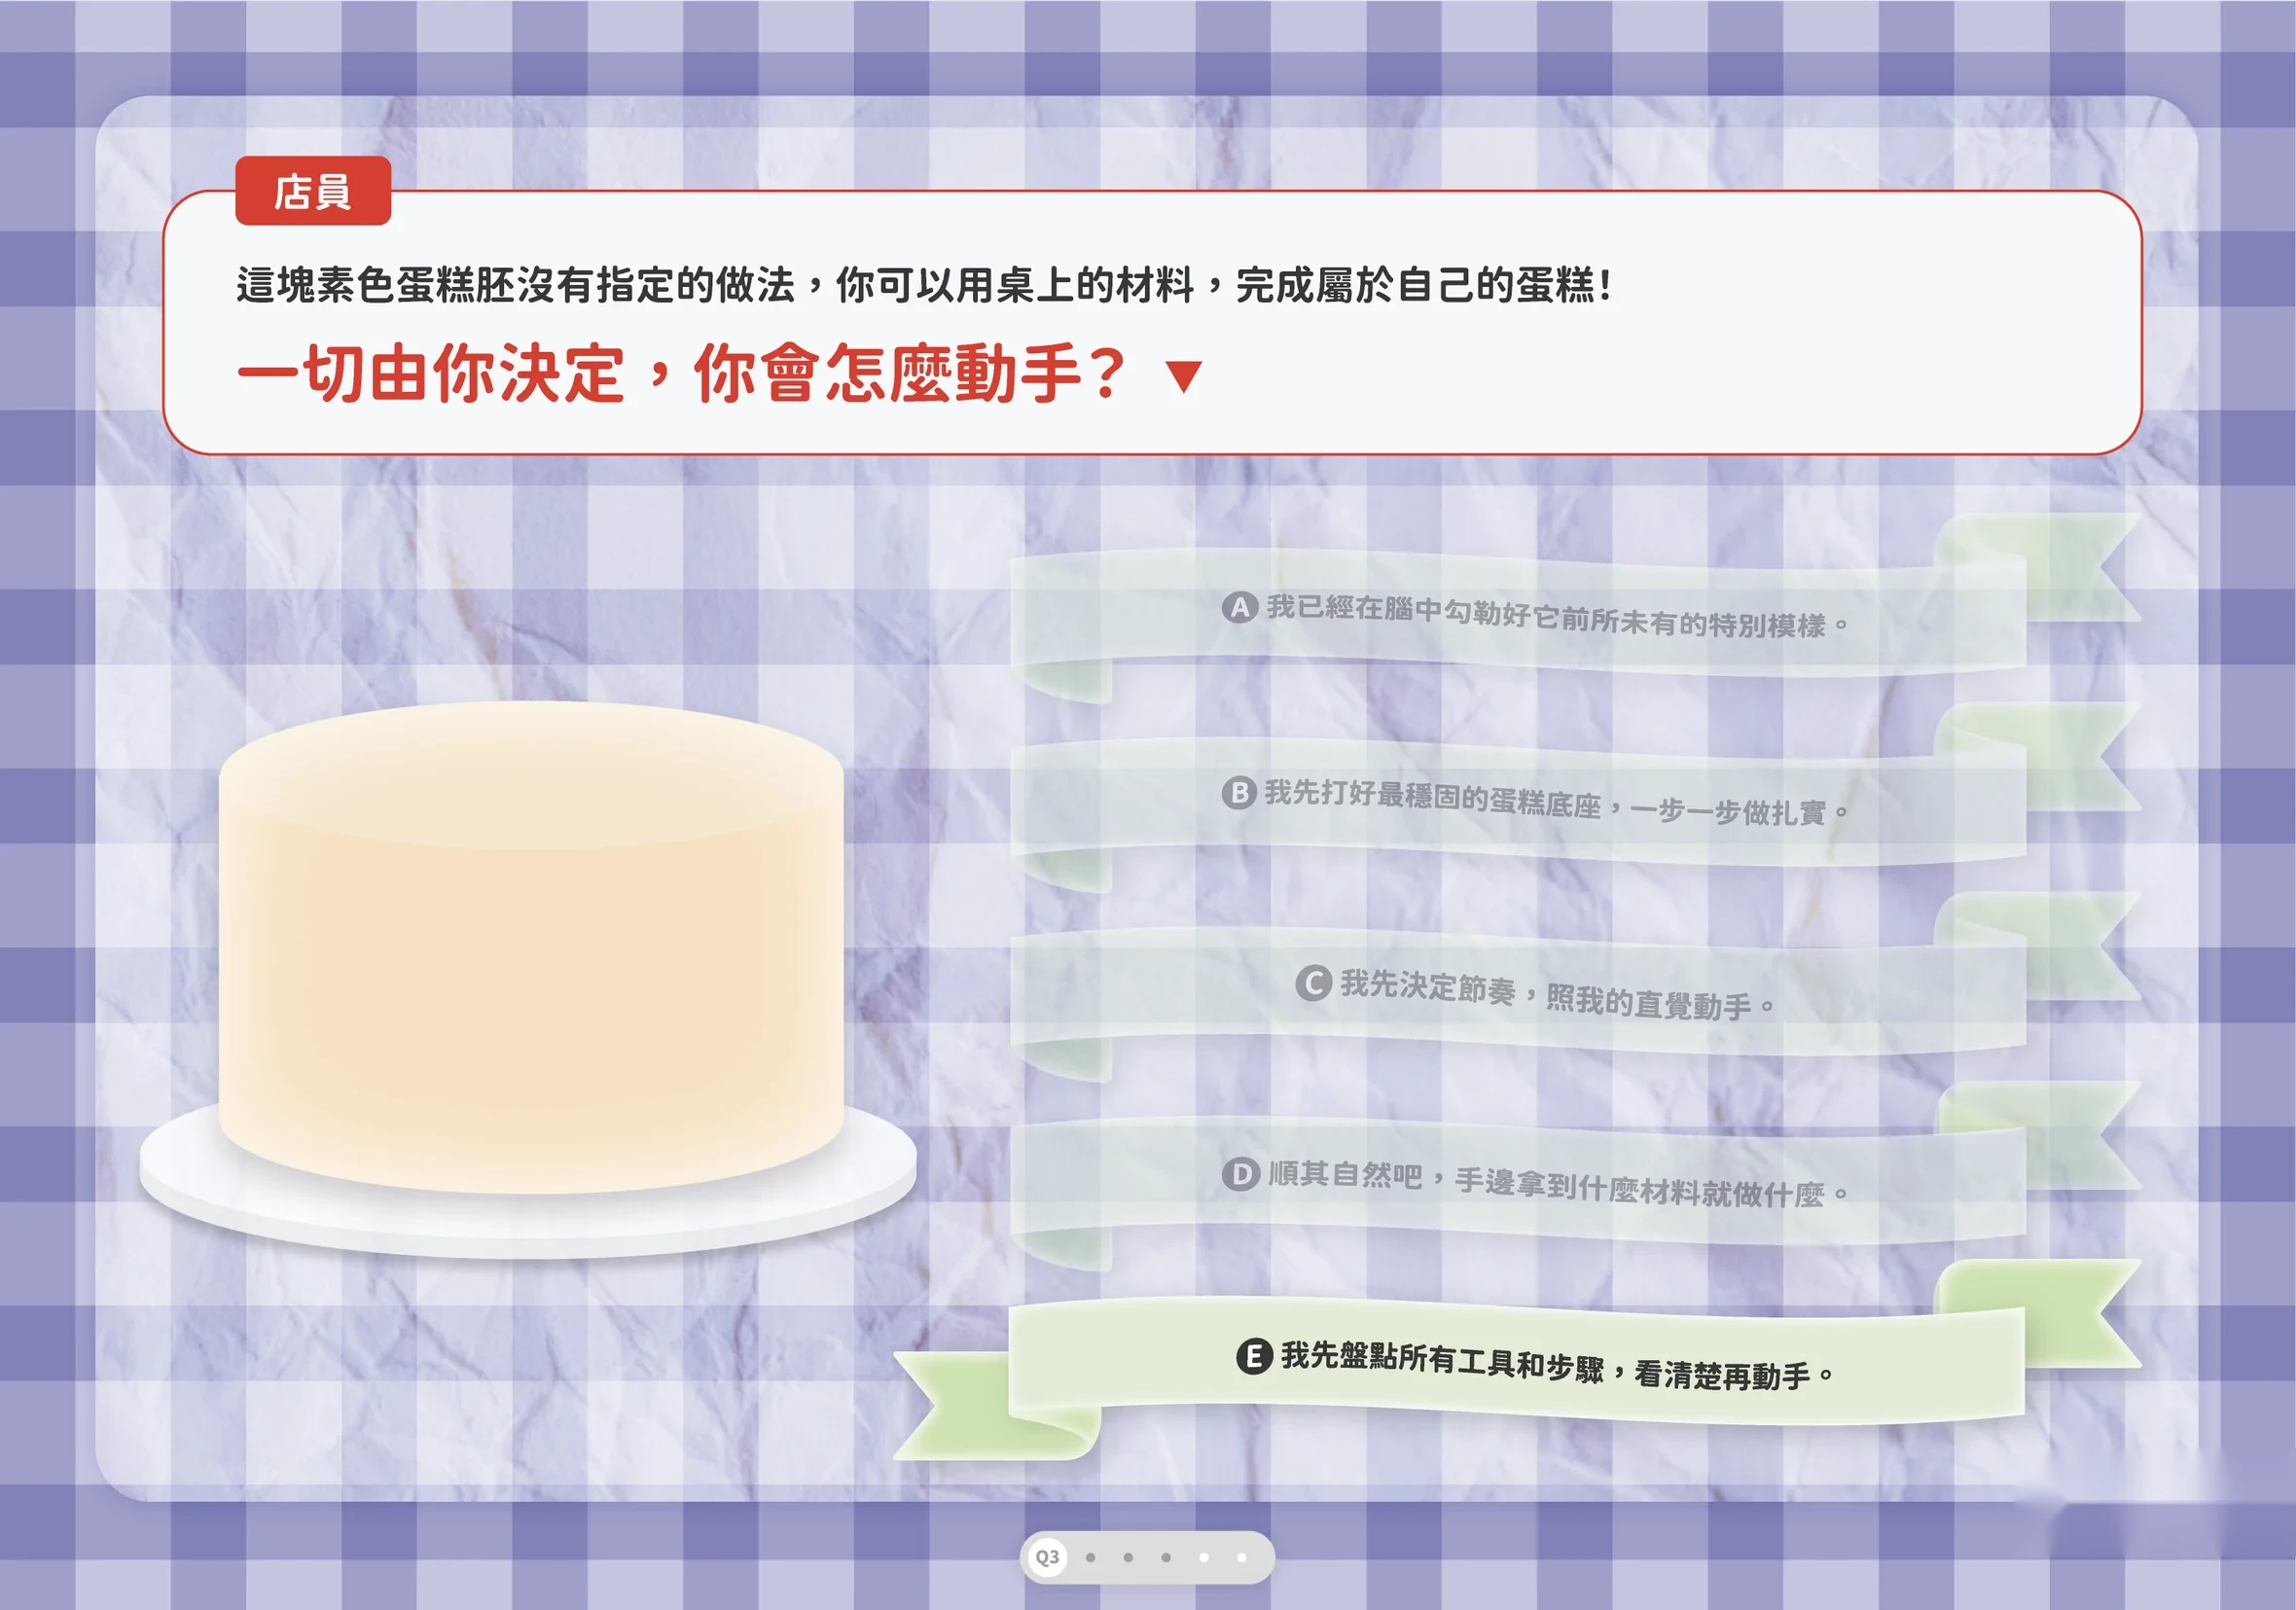 店員
這塊素色蛋糕胚沒有指定的做法，你可以用桌上的材料，完成屬於自己的蛋糕！
一切由你決定，你會怎麼動手？▼
A 我已經在腦中勾勒好它前所未有的特別模樣。
B 我先打好最穩固的蛋糕底座，一步一步做扎實。
C 我先決定節奏，照我的直覺動手。
D 順其自然吧，手邊拿到什麼材料就做什麼。
E 我先盤點所有工具和步驟，看清楚再動手。
Q3